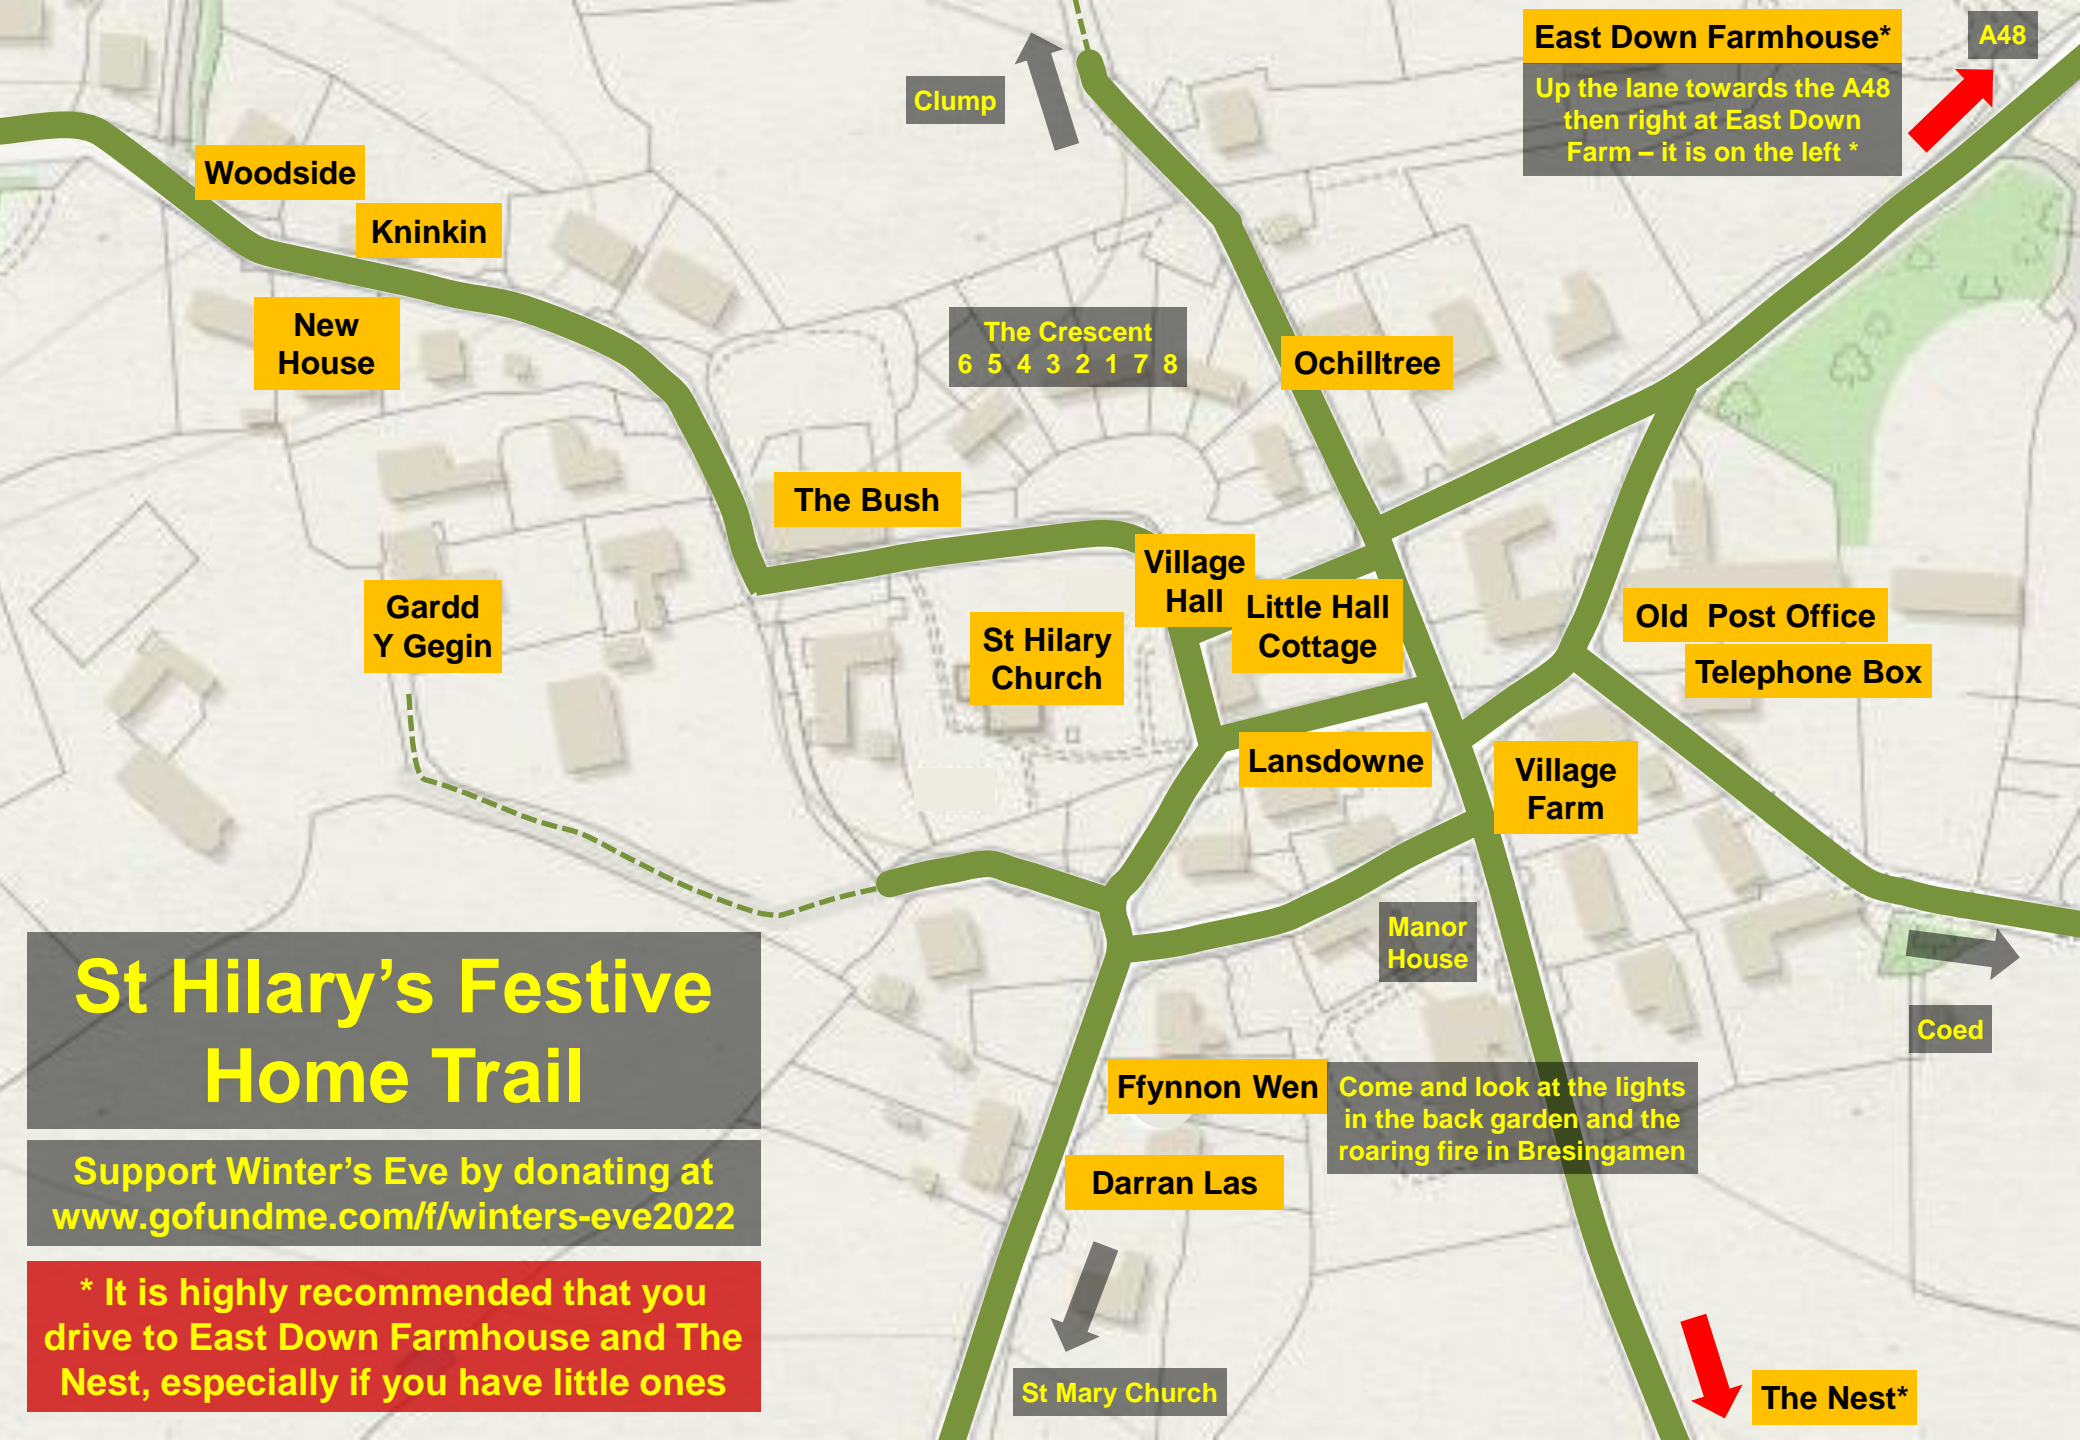 East Down Farmhouse*
A48
Up the lane towards the A48
then right at East Down
Farm – it is on the left *
Clump
Woodside
Kninkin
New
House
The Crescent
6 5 4 3 2 1 7 8
Ochilltree
The Bush
Village
Hall
Little Hall
Cottage
Gardd
Y Gegin
St Hilary
Church
Old Post Office
Telephone Box
Lansdowne
Village
Farm
Manor
House
Coed
St Hilary’s Festive
Home Trail
Ffynnon Wen
Come and look at the lights
in the back garden and the
roaring fire in Bresingamen
Darran Las
Support Winter’s Eve by donating at
www.gofundme.com/f/winters-eve2022
* It is highly recommended that you
drive to East Down Farmhouse and The
Nest, especially if you have little ones
St Mary Church
The Nest*